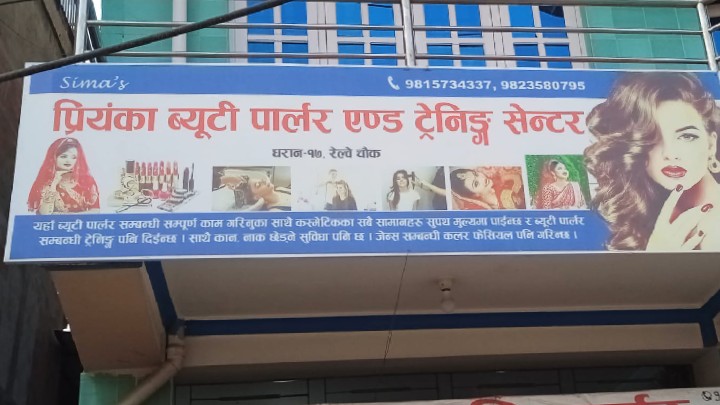 Sima's
9815734337, 9823580795
प्रियंका ब्यूटी पार्लर एण्ड ट्रेनिङ्ग सेन्टर
धरान-१७, रेल्वे चौक
यहाँ ब्यूटी पार्लर सम्बन्धी सम्पूर्ण काम गरिनुका साथै कस्मेटिकका सबै सामानहरु सुपथ मुल्यमा पाईन्छ र ब्यूटी पार्लर
सम्बन्धी ट्रेनिङ्ग पनि दिईन्छ । साथै कान, नाक छेड्ने सुविधा पनि छ । जेन्स सम्बन्धी कलर फेसियल पनि गरिन्छ ।